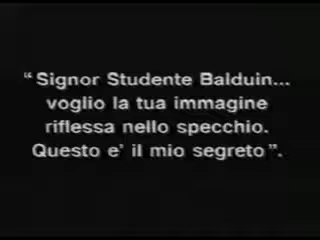 “Signor Studente Balduin...
voglio la tua immagine
riflessa nello specchio.
Questo e' il mio segreto”.